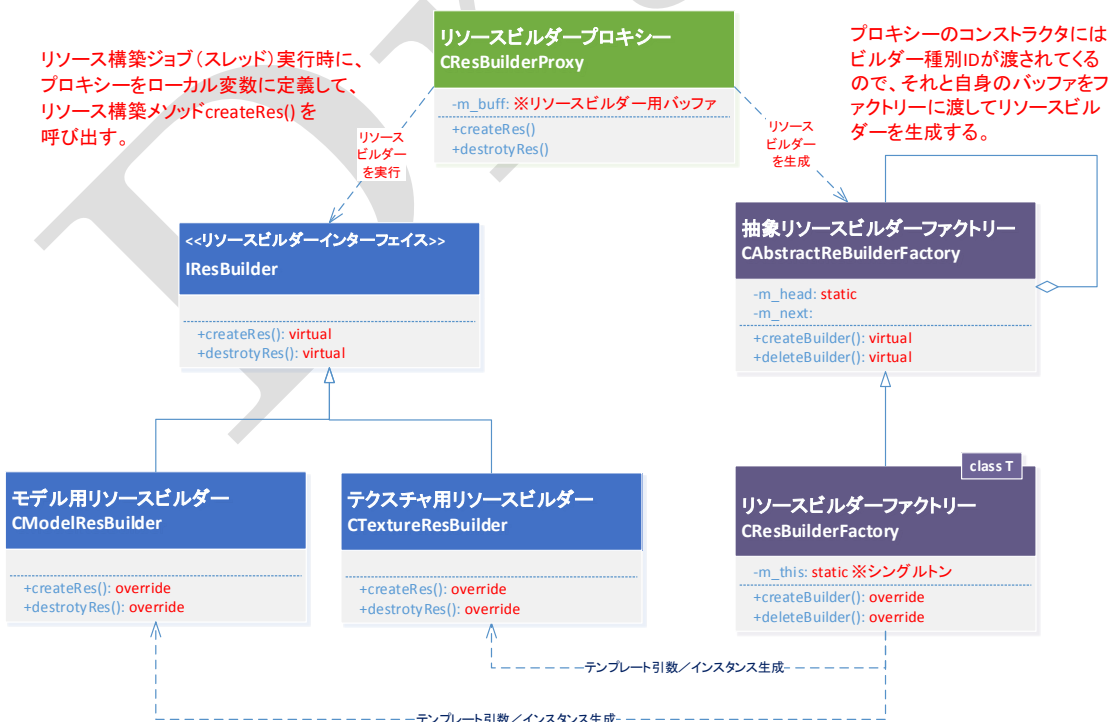 リソース構築ジョブ（スレッド）実行時に、
プロキシーをローカル変数に定義して、
リソース構築メソッドcreateRes() を
呼び出す。
リソースビルダープロキシー
CResBuilderProxy
-m_buff: ※リソースビルダー用バッファ
+createRes()
+destrotyRes()
プロキシーのコンストラクタには
ビルダー種別IDが渡されてくる
ので、それと自身のバッファをフ
ァクトリーに渡してリソースビル
ダーを生成する。
リソース
ビルダー
を実行
リソース
ビルダー
を生成
<<リソースビルダーインターフェイス>>
IResBuilder
+createRes(): virtual
+destrotyRes(): virtual
抽象リソースビルダーファクトリー
CAbstractReBuilderFactory
-m_head: static
-m_next:
+createBuilder(): virtual
+deleteBuilder(): virtual
モデル用リソースビルダー
CModelResBuilder
+createRes(): override
+destrotyRes(): override
テクスチャ用リソースビルダー
CTextureResBuilder
+createRes(): override
+destrotyRes(): override
class T
リソースビルダーファクトリー
CResBuilderFactory
-m_this: static ※シングルトン
+createBuilder(): override
+deleteBuilder(): override
テンプレート引数／インスタンス生成
テンプレート引数／インスタンス生成